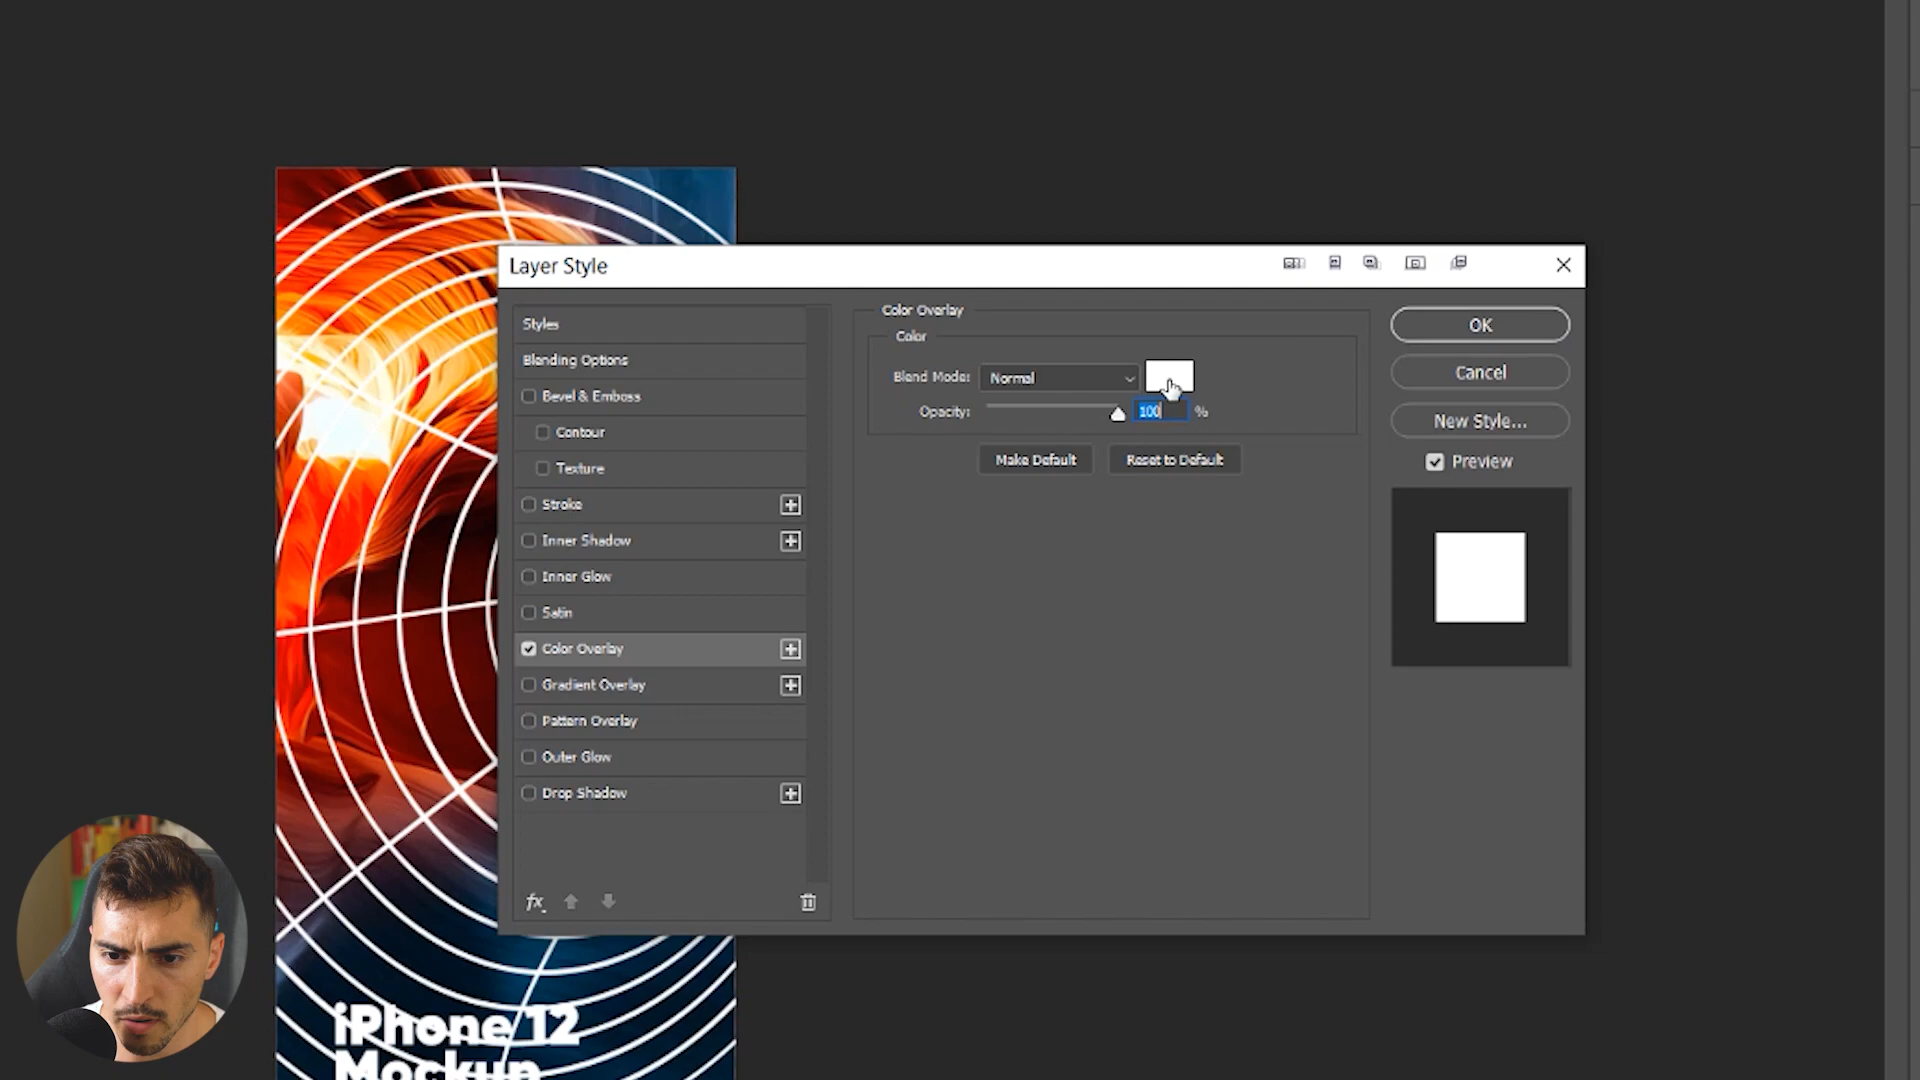 Layer Style
Styles
Blending Options
Bevel & Emboss
Contour
Texture
Stroke
Inner Shadow
Inner Glow
Satin
Color Overlay
Gradient Overlay
Pattern Overlay
Outer Glow
Drop Shadow
fx
Color Overlay
Color
Blend Mode: Normal
Opacity: 100 %
Make Default Reset to Default
OK
Cancel
New Style...
Preview
iPhone 12
Mockup